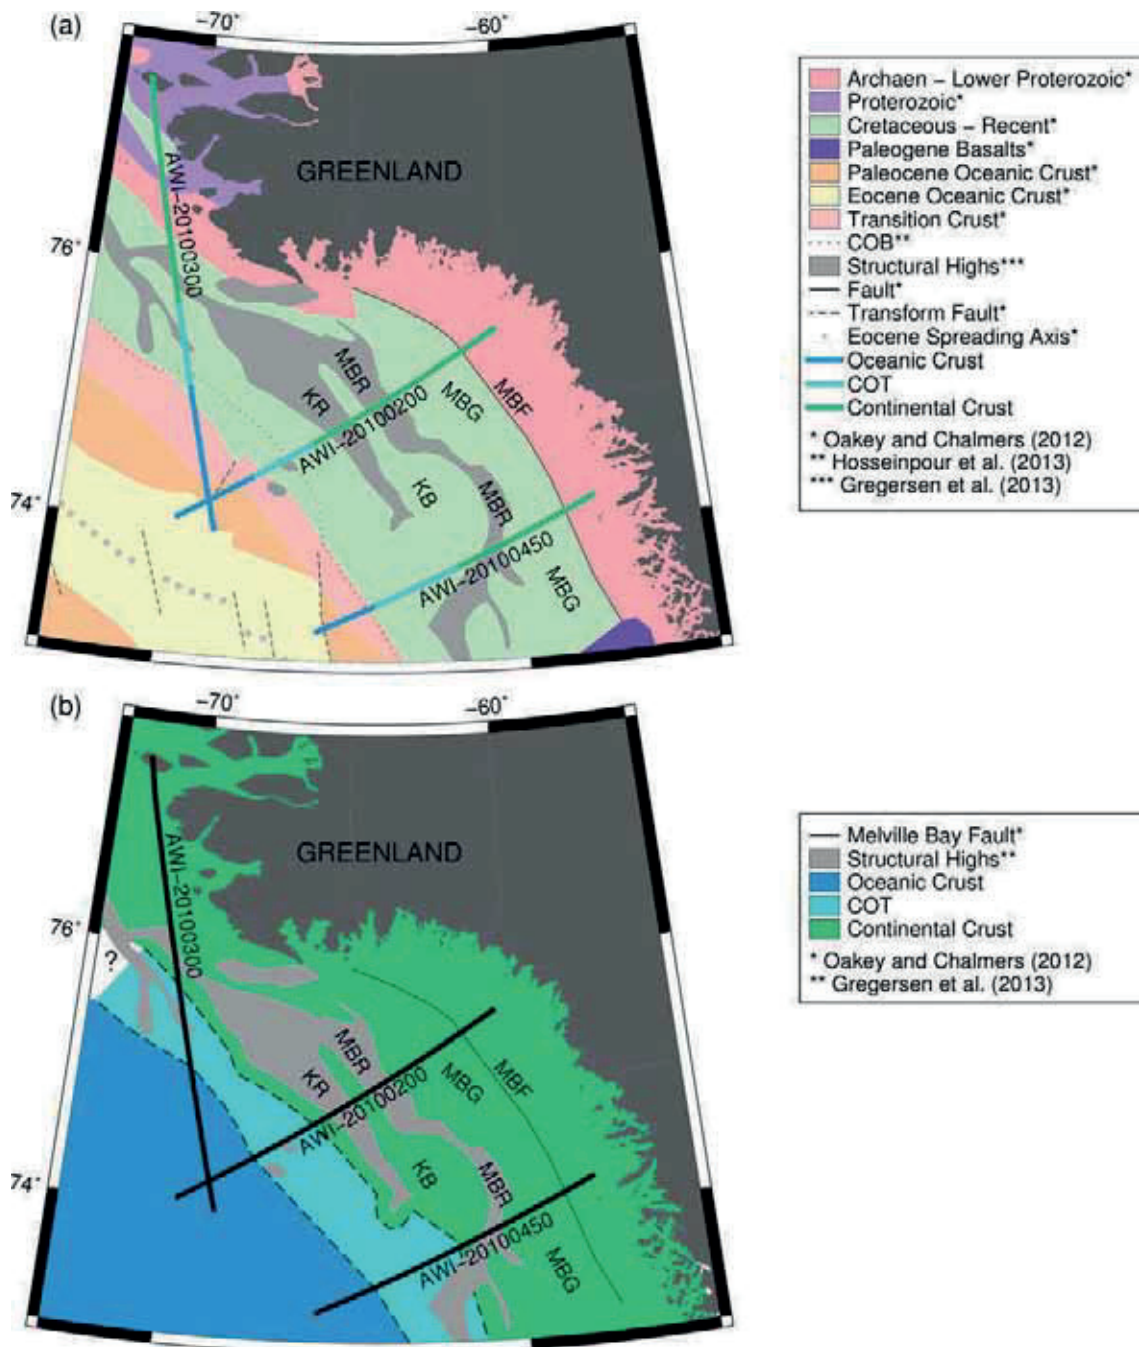 (a)
−70°
−60°
76°
74°
GREENLAND
AWI−20100300
AWI−20100200
AWI−20100450
MBR
KR
MBG
MBF
KB
MBR
MBG
Archaen − Lower Proterozoic*
Proterozoic*
Cretaceous − Recent*
Paleogene Basalts*
Paleocene Oceanic Crust*
Eocene Oceanic Crust*
Transition Crust*
COB**
Structural Highs***
Fault*
Transform Fault*
Eocene Spreading Axis*
Oceanic Crust
COT
Continental Crust
* Oakey and Chalmers (2012)
** Hosseinpour et al. (2013)
*** Gregersen et al. (2013)
(b)
−70°
−60°
76°
74°
GREENLAND
AWI−20100300
?
AWI−20100200
AWI−20100450
MBR
KR
MBG
MBF
KB
MBR
MBG
Melville Bay Fault*
Structural Highs**
Oceanic Crust
COT
Continental Crust
* Oakey and Chalmers (2012)
** Gregersen et al. (2013)